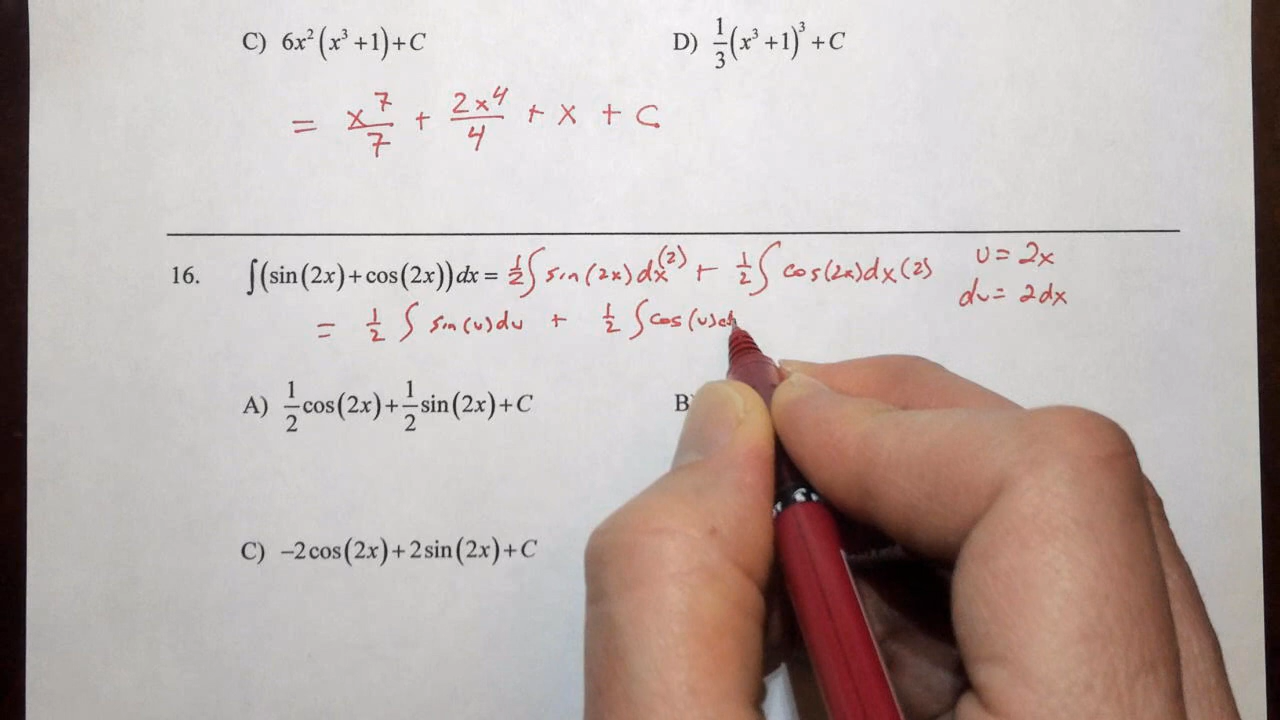 C) 6x²(x³+1)+C D) 1/3(x³+1)³+C
= x⁷/7 + 2x⁴/4 + x + C
16. ∫(sin(2x)+cos(2x))dx = ½∫sin(2x)dx(2) + ½∫cos(2x)dx(2) u = 2x
du = 2dx
= ½∫sin(u)du + ½∫cos(u)
A) 1/2cos(2x)+1/2sin(2x)+C B)
C) –2cos(2x)+2sin(2x)+C